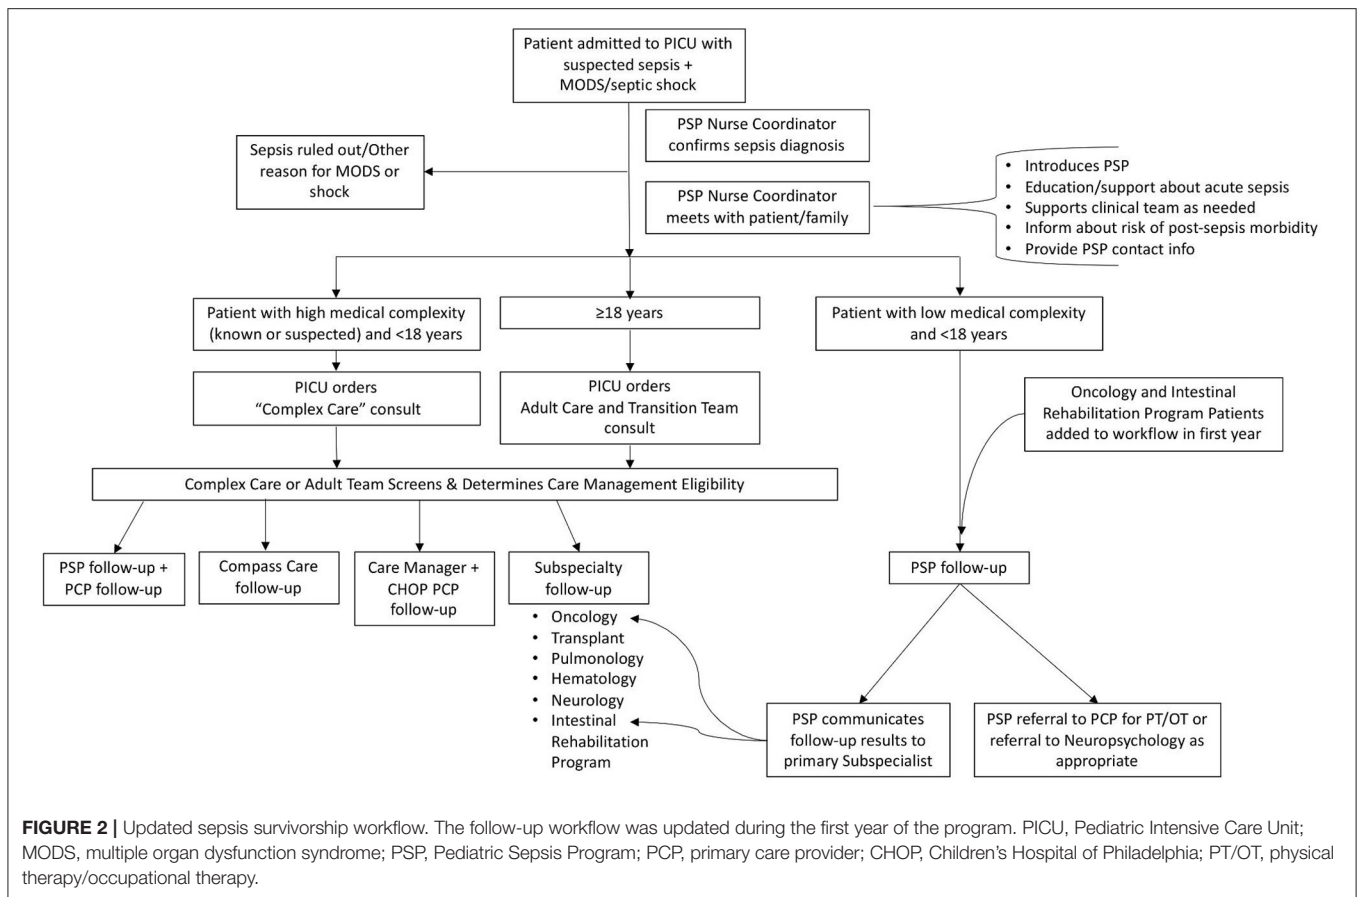 Patient admitted to PICU with
suspected sepsis +
MODS/septic shock
PSP Nurse Coordinator
confirms sepsis diagnosis
Sepsis ruled out/Other
reason for MODS or
shock
PSP Nurse Coordinator
meets with patient/family
• Introduces PSP
• Education/support about acute sepsis
• Supports clinical team as needed
• Inform about risk of post-sepsis morbidity
• Provide PSP contact info
Patient with high medical complexity
(known or suspected) and <18 years
≥18 years
Patient with low medical complexity
and <18 years
PICU orders
“Complex Care” consult
PICU orders
Adult Care and Transition Team
consult
Oncology and Intestinal
Rehabilitation Program Patients
added to workflow in first year
Complex Care or Adult Team Screens & Determines Care Management Eligibility
PSP follow-up +
PCP follow-up
Compass Care
follow-up
Care Manager +
CHOP PCP
follow-up
Subspecialty
follow-up
• Oncology
• Transplant
• Pulmonology
• Hematology
• Neurology
• Intestinal
Rehabilitation
Program
PSP follow-up
PSP communicates
follow-up results to
primary Subspecialist
PSP referral to PCP for PT/OT or
referral to Neuropsychology as
appropriate
FIGURE 2 | Updated sepsis survivorship workflow. The follow-up workflow was updated during the first year of the program. PICU, Pediatric Intensive Care Unit;
MODS, multiple organ dysfunction syndrome; PSP, Pediatric Sepsis Program; PCP, primary care provider; CHOP, Children’s Hospital of Philadelphia; PT/OT, physical
therapy/occupational therapy.